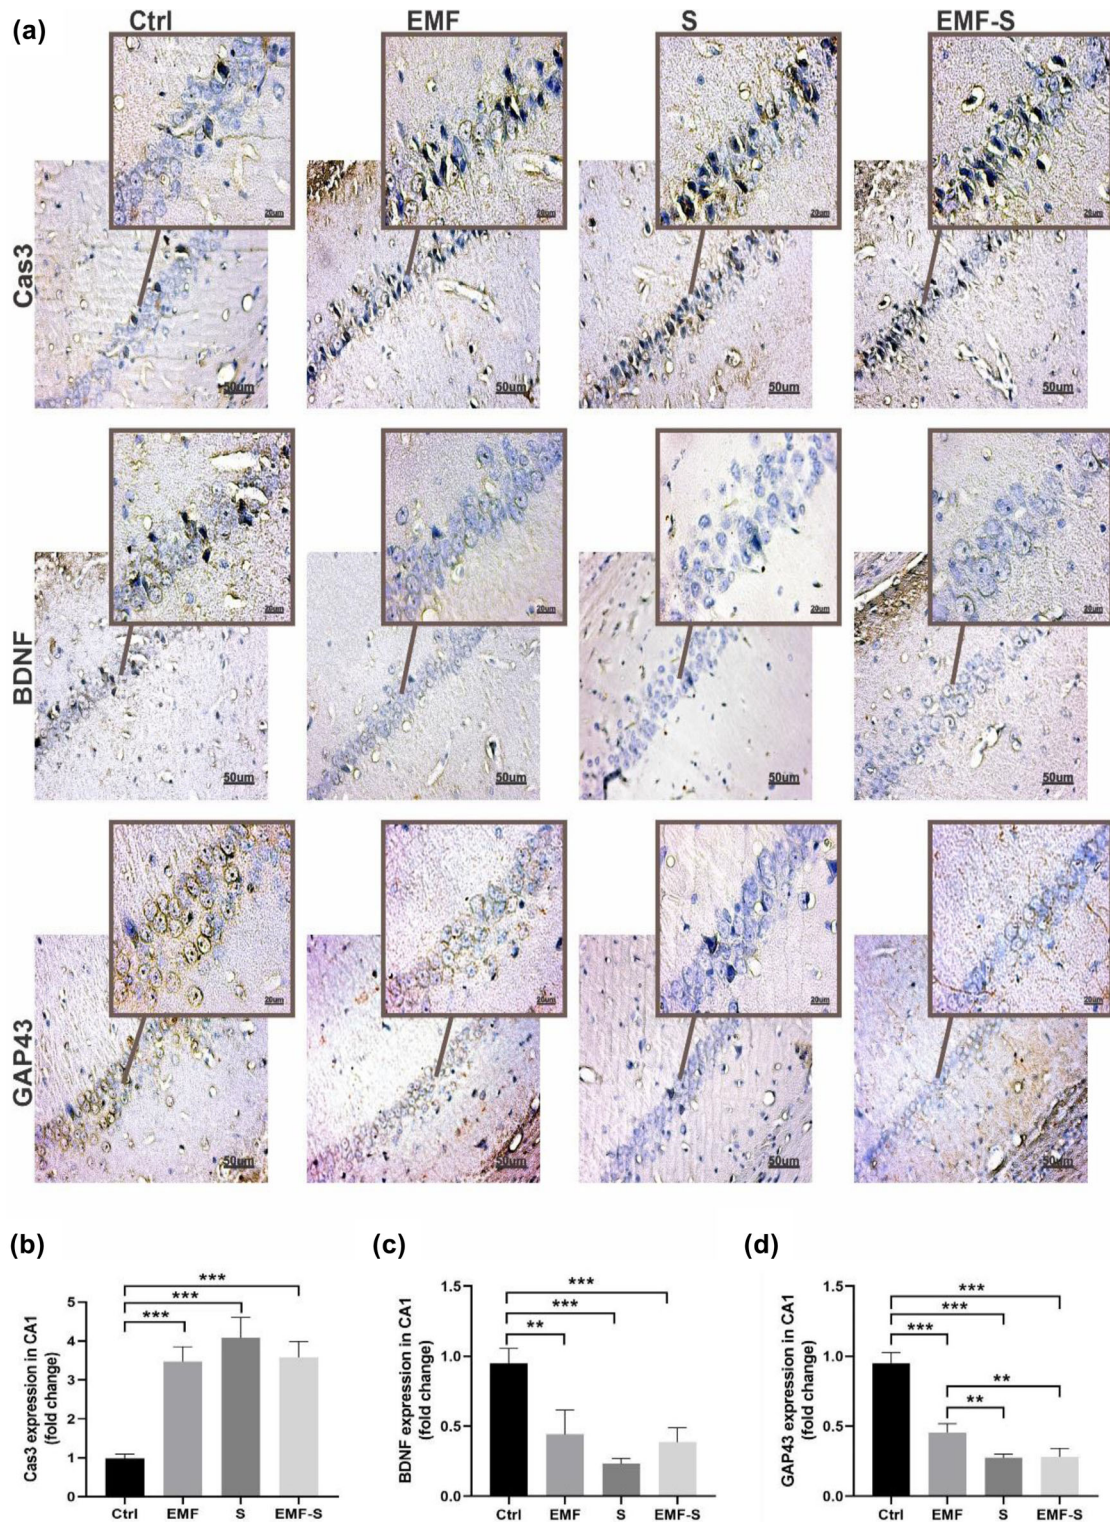 (a)
Ctrl EMF S EMF-S
Cas3
20um 20um 20um 20um
50um 50um 50um 50um
BDNF
20um 20um 20um 20um
50um 50um 50um 50um
GAP43
20um 20um 20um 20um
50um 50um 50um 50um
(b)
Cas3 expression in CA1
(fold change)
5
4
3
2
1
0
***
***
***
Ctrl EMF S EMF-S
(c)
BDNF expression in CA1
(fold change)
1.5
1.0
0.5
0.0
***
***
**
Ctrl EMF S EMF-S
(d)
GAP43 expression in CA1
(fold change)
1.5
1.0
0.5
0.0
***
***
***
**
**
Ctrl EMF S EMF-S